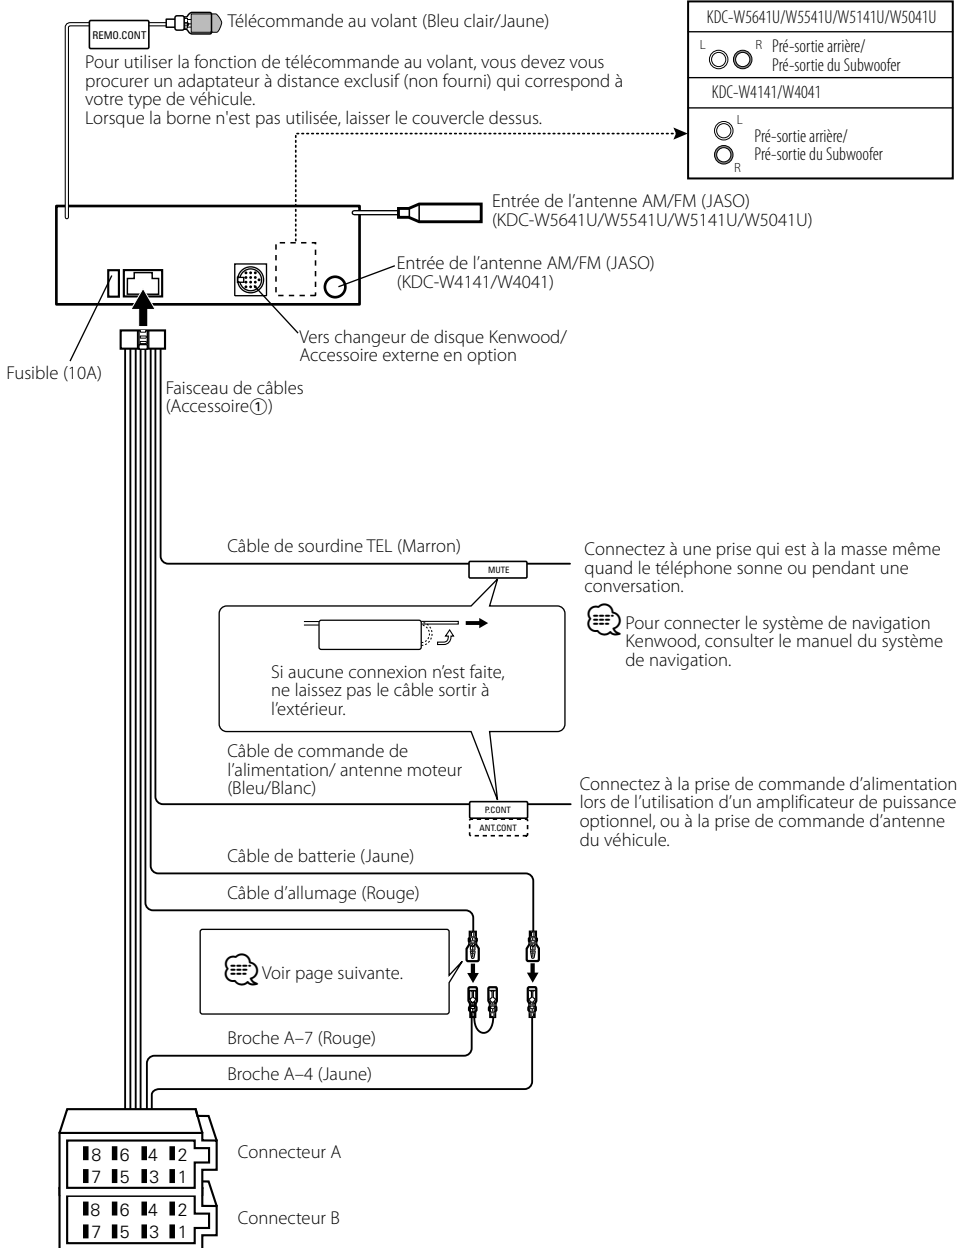 REMO.CONT
Télécommande au volant (Bleu clair/Jaune)
Pour utiliser la fonction de télécommande au volant, vous devez vous
procurer un adaptateur à distance exclusif (non fourni) qui correspond à
votre type de véhicule.
Lorsque la borne n'est pas utilisée, laisser le couvercle dessus.
KDC-W5641U/W5541U/W5141U/W5041U
L R Pré-sortie arrière/
Pré-sortie du Subwoofer
KDC-W4141/W4041
L
Pré-sortie arrière/
Pré-sortie du Subwoofer
R
Entrée de l'antenne AM/FM (JASO)
(KDC-W5641U/W5541U/W5141U/W5041U)
Entrée de l'antenne AM/FM (JASO)
(KDC-W4141/W4041)
Vers changeur de disque Kenwood/
Accessoire externe en option
Fusible (10A)
Faisceau de câbles
(Accessoire①)
Câble de sourdine TEL (Marron)
MUTE
Connectez à une prise qui est à la masse même
quand le téléphone sonne ou pendant une
conversation.
Pour connecter le système de navigation
Kenwood, consulter le manuel du système
de navigation.
Si aucune connexion n'est faite,
ne laissez pas le câble sortir à
l'extérieur.
Câble de commande de
l'alimentation/ antenne moteur
(Bleu/Blanc)
P.CONT
ANT.CONT
Connectez à la prise de commande d'alimentation
lors de l'utilisation d'un amplificateur de puissance
optionnel, ou à la prise de commande d'antenne
du véhicule.
Câble de batterie (Jaune)
Câble d'allumage (Rouge)
Voir page suivante.
Broche A–7 (Rouge)
Broche A–4 (Jaune)
8 6 4 2
7 5 3 1
Connecteur A
8 6 4 2
7 5 3 1
Connecteur B